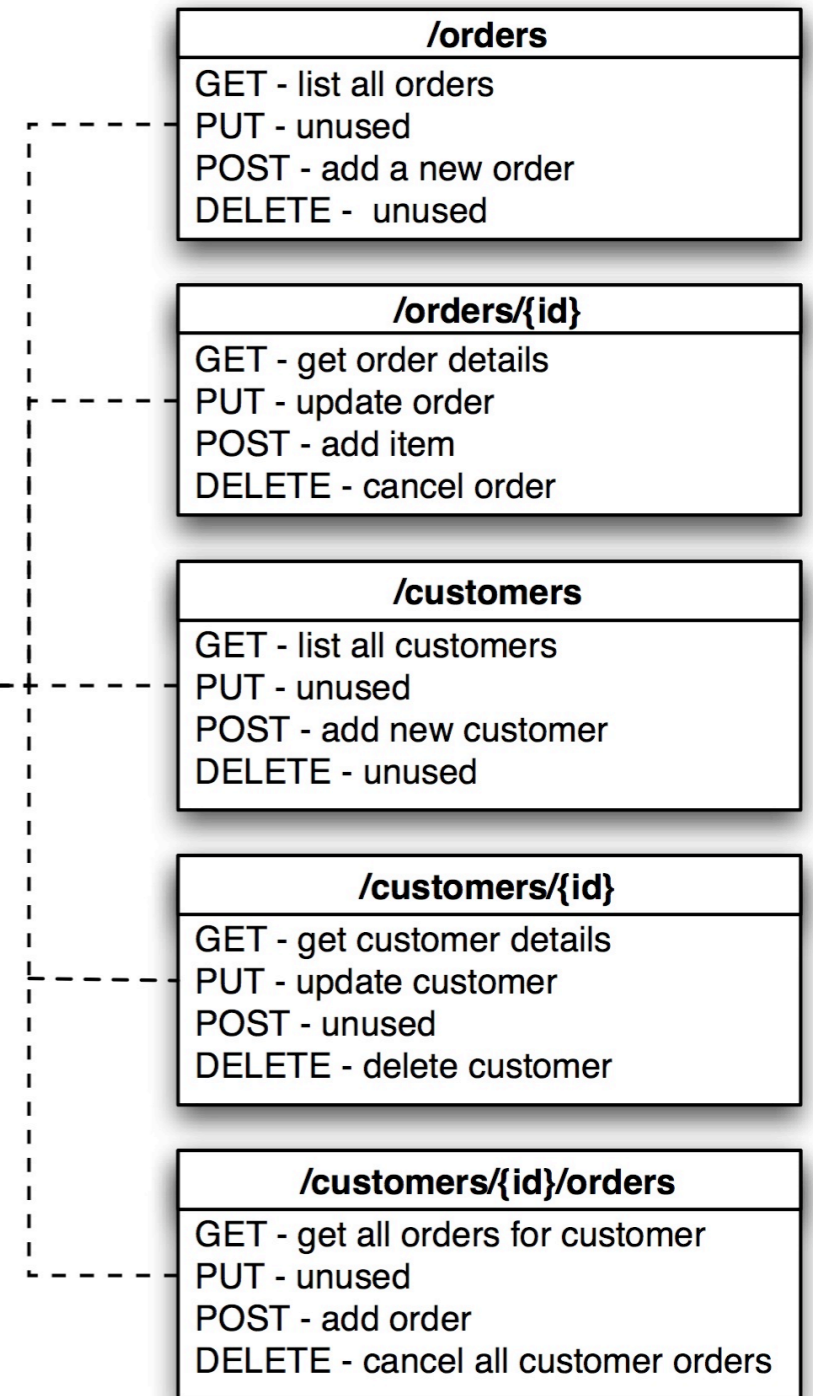 /orders
GET - list all orders
PUT - unused
POST - add a new order
DELETE -  unused
/orders/{id}
GET - get order details
PUT - update order
POST - add item
DELETE - cancel order
/customers
GET - list all customers
PUT - unused
POST - add new customer
DELETE - unused
/customers/{id}
GET - get customer details
PUT - update customer
POST - unused
DELETE - delete customer
/customers/{id}/orders
GET - get all orders for customer
PUT - unused
POST - add order
DELETE - cancel all customer orders